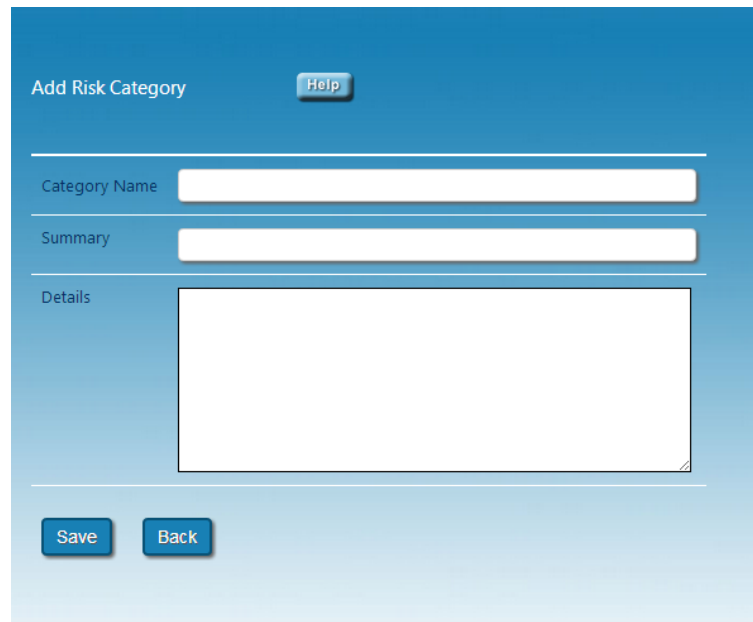 Add Risk Category Help
Category Name
Summary
Details
Save Back